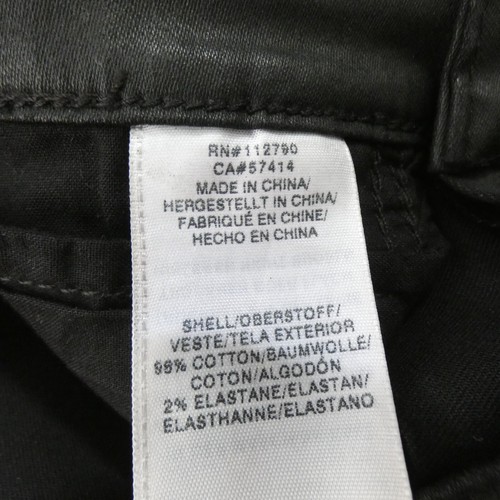 RN#112790
CA#57414
MADE IN CHINA/
HERGESTELLT IN CHINA/
FABRIQUÉ EN CHINE/
HECHO EN CHINA
SHELL/OBERSTOFF/
VESTE/TELA EXTERIOR
98% COTTON/BAUMWOLLE/
COTON/ALGODÓN
2% ELASTANE/ELASTAN/
ELASTHANNE/ELASTANO